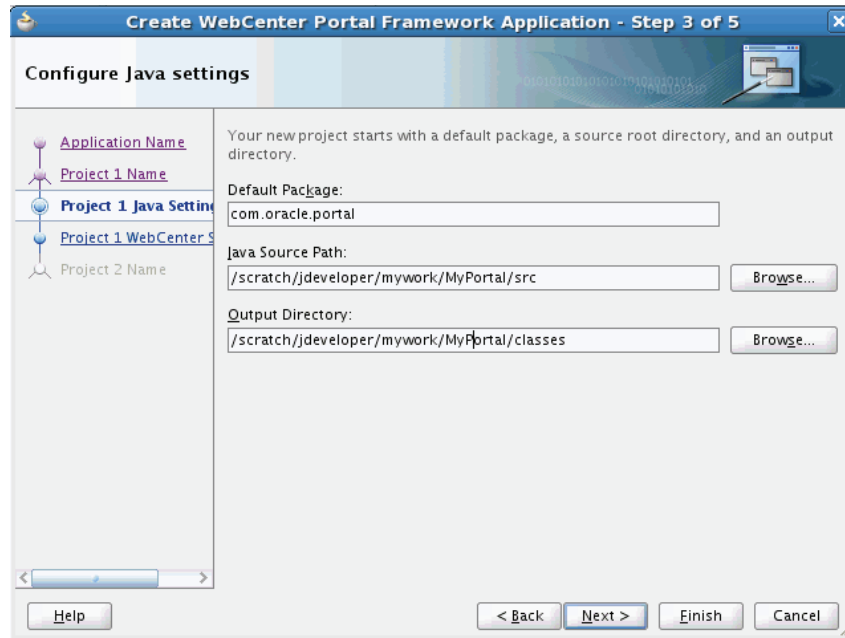 Create WebCenter Portal Framework Application - Step 3 of 5
Configure Java settings
Application Name
Project 1 Name
Project 1 Java Setting
Project 1 WebCenter S
Project 2 Name
Your new project starts with a default package, a source root directory, and an output
directory.
Default Package:
com.oracle.portal
Java Source Path:
/scratch/jdeveloper/mywork/MyPortal/src
Browse...
Output Directory:
/scratch/jdeveloper/mywork/MyPortal/classes
Browse...
Help
< Back
Next >
Finish
Cancel